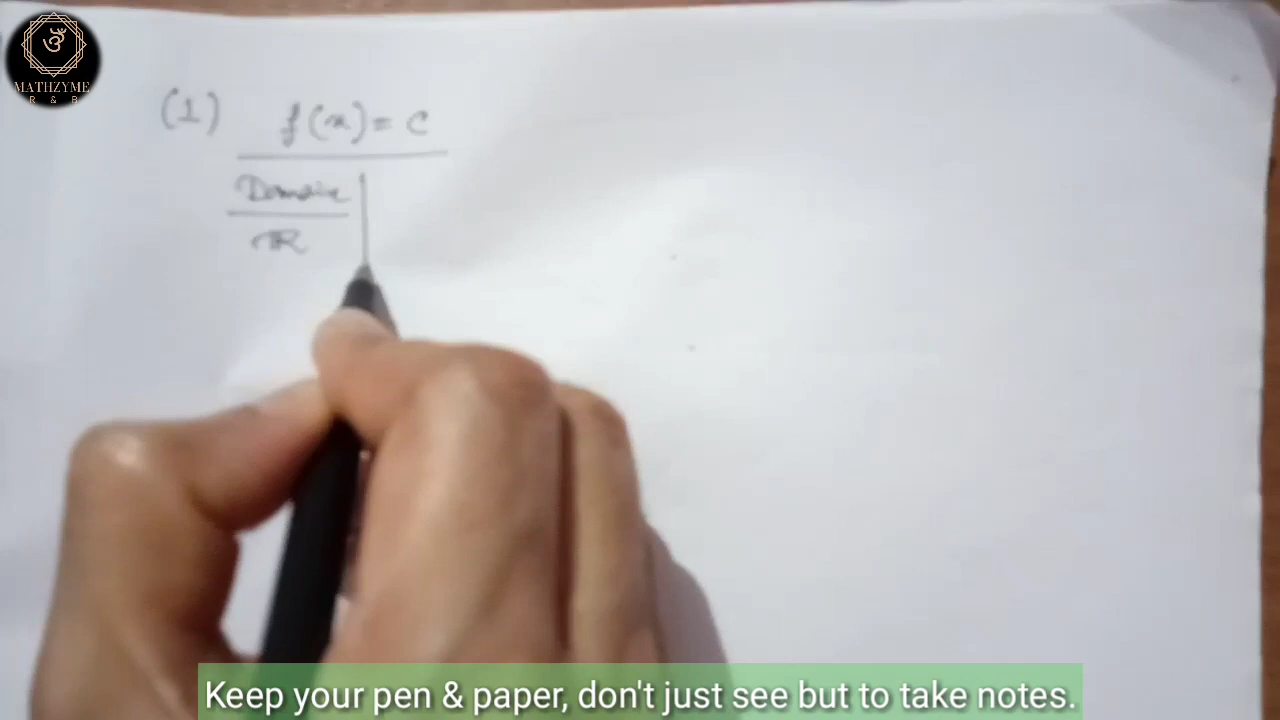 ॐ
MATHZYME
R & B
(1) f(x) = c
Domain
ℝ
Keep your pen & paper, don't just see but to take notes.